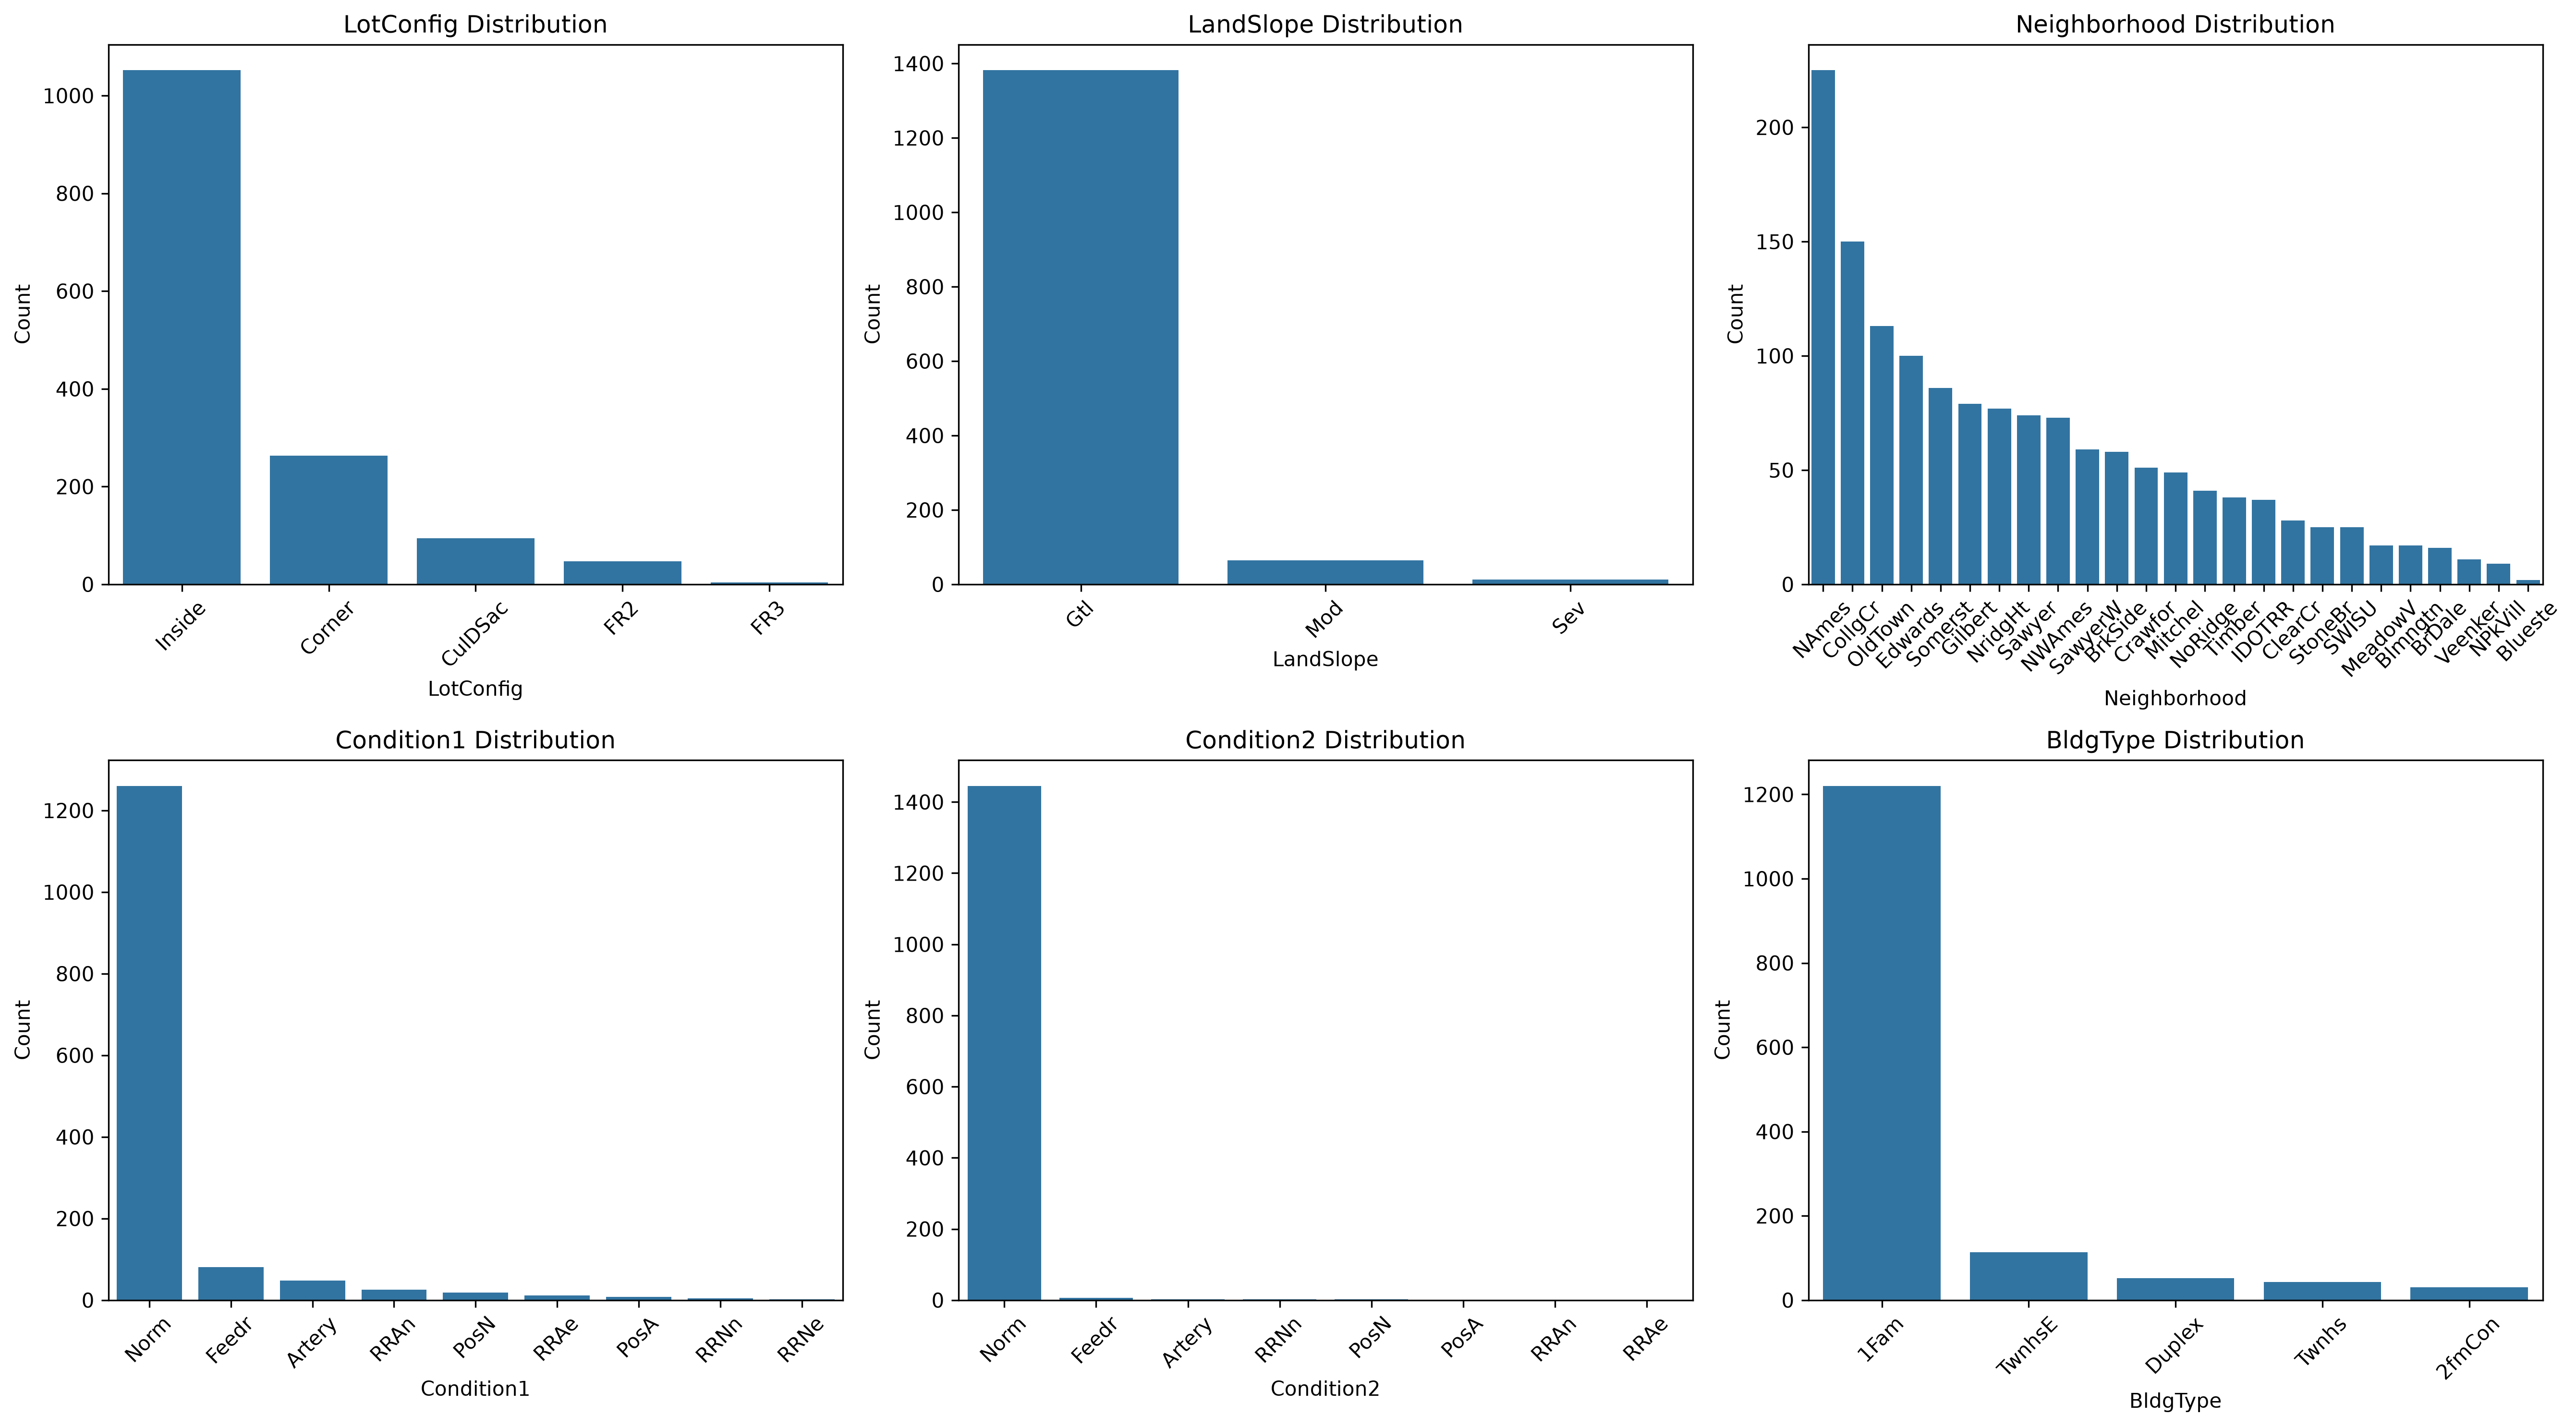 LotConfig Distribution
Count
1000
800
600
400
200
0
Inside
Corner
CulDSac
FR2
FR3
LotConfig
LandSlope Distribution
Count
1400
1200
1000
800
600
400
200
0
Gtl
Mod
Sev
LandSlope
Neighborhood Distribution
Count
200
150
100
50
0
NAmes
CollgCr
OldTown
Edwards
Somerst
Gilbert
NridgHt
Sawyer
NWAmes
SawyerW
BrkSide
Crawfor
Mitchel
NoRidge
Timber
IDOTRR
ClearCr
StoneBr
SWISU
MeadowV
Blmngtn
BrDale
Veenker
NPkVill
Blueste
Neighborhood
Condition1 Distribution
Count
1200
1000
800
600
400
200
0
Norm
Feedr
Artery
RRAn
PosN
RRAe
PosA
RRNn
RRNe
Condition1
Condition2 Distribution
Count
1400
1200
1000
800
600
400
200
0
Norm
Feedr
Artery
RRNn
PosN
PosA
RRAn
RRAe
Condition2
BldgType Distribution
Count
1200
1000
800
600
400
200
0
1Fam
TwnhsE
Duplex
Twnhs
2fmCon
BldgType